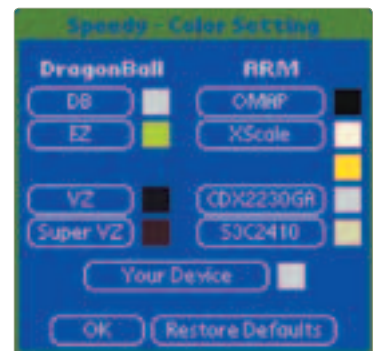 Speedy - Color Setting
DragonBall ARM
DB OMAP
EZ XScale
VZ CDX2230GA
Super VZ S3C2410
Your Device
OK Restore Defaults